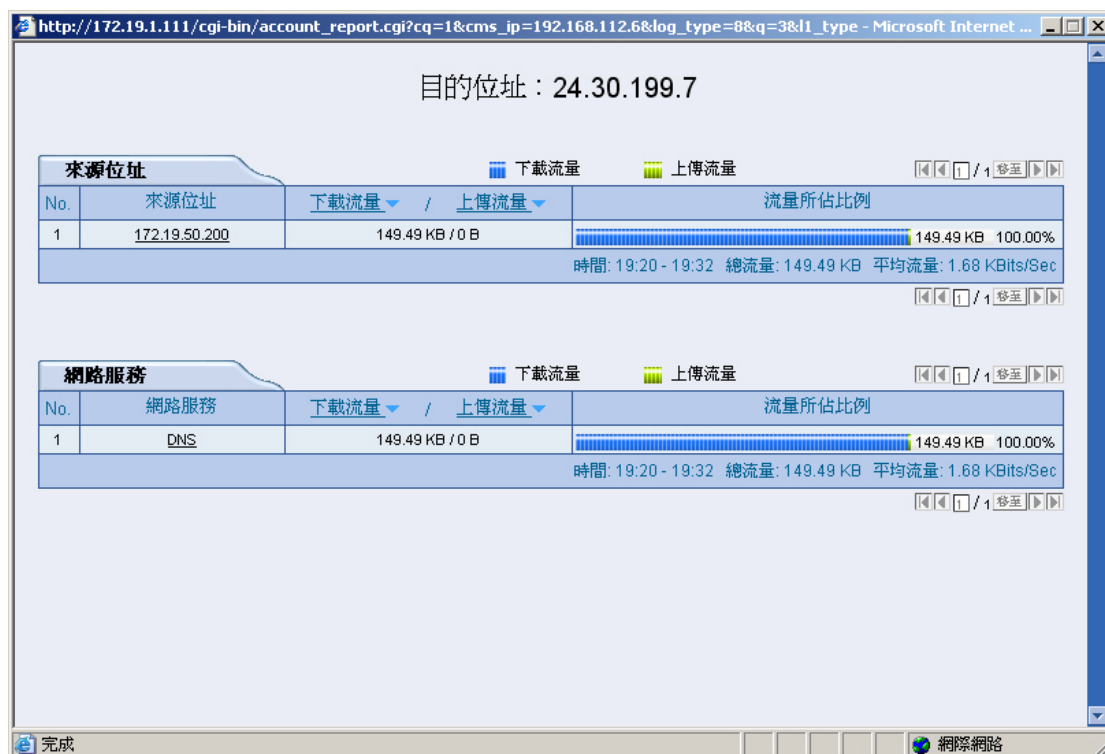 http://172.19.1.111/cgi-bin/account_report.cgi?cq=1&cms_ip=192.168.112.6&log_type=8&q=3&l1_type - Microsoft Internet ...
目的位址：24.30.199.7
來源位址 下載流量 上傳流量 1 / 1 移至
No. 來源位址 下載流量 / 上傳流量 流量所佔比例
1 172.19.50.200 149.49 KB / 0 B 149.49 KB 100.00%
時間: 19:20 - 19:32 總流量: 149.49 KB 平均流量: 1.68 KBits/Sec
1 / 1 移至
網路服務 下載流量 上傳流量 1 / 1 移至
No. 網路服務 下載流量 / 上傳流量 流量所佔比例
1 DNS 149.49 KB / 0 B 149.49 KB 100.00%
時間: 19:20 - 19:32 總流量: 149.49 KB 平均流量: 1.68 KBits/Sec
1 / 1 移至
完成 網際網路